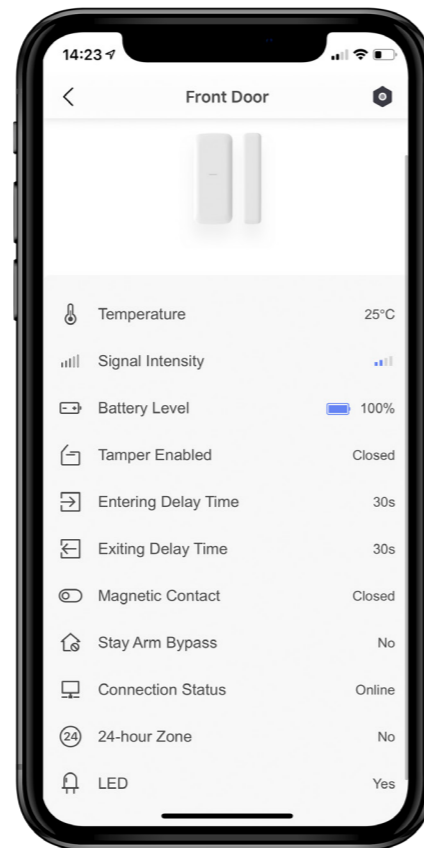 14:23
Front Door
Temperature 25°C
Signal Intensity
Battery Level 100%
Tamper Enabled Closed
Entering Delay Time 30s
Exiting Delay Time 30s
Magnetic Contact Closed
Stay Arm Bypass No
Connection Status Online
24 24-hour Zone No
LED Yes